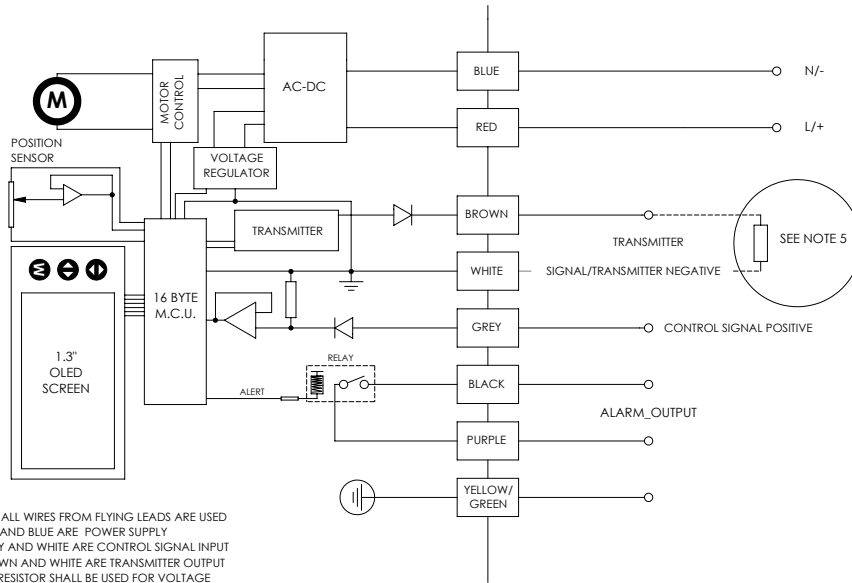 AC-DC
BLUE
N/-
M
MOTOR
CONTROL
RED
L/+
POSITION
SENSOR
VOLTAGE
REGULATOR
TRANSMITTER
BROWN
TRANSMITTER
SEE NOTE 5
WHITE
SIGNAL/TRANSMITTER NEGATIVE
M
16 BYTE
M.C.U.
GREY
CONTROL SIGNAL POSITIVE
1.3"
OLED
SCREEN
RELAY
BLACK
ALERT
ALARM_OUTPUT
PURPLE
YELLOW/
GREEN
ALL WIRES FROM FLYING LEADS ARE USED
AND BLUE ARE POWER SUPPLY
Y AND WHITE ARE CONTROL SIGNAL INPUT
WN AND WHITE ARE TRANSMITTER OUTPUT
RESISTOR SHALL BE USED FOR VOLTAGE